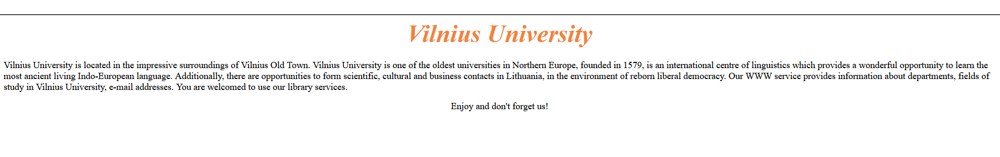 Vilnius University
Vilnius University is located in the impressive surroundings of Vilnius Old Town. Vilnius University is one of the oldest universities in Northern Europe, founded in 1579, is an international centre of linguistics which provides a wonderful opportunity to learn the
most ancient living Indo-European language. Additionally, there are opportunities to form scientific, cultural and business contacts in Lithuania, in the environment of reborn liberal democracy. Our WWW service provides information about departments, fields of
study in Vilnius University, e-mail addresses. You are welcomed to use our library services.
Enjoy and don't forget us!